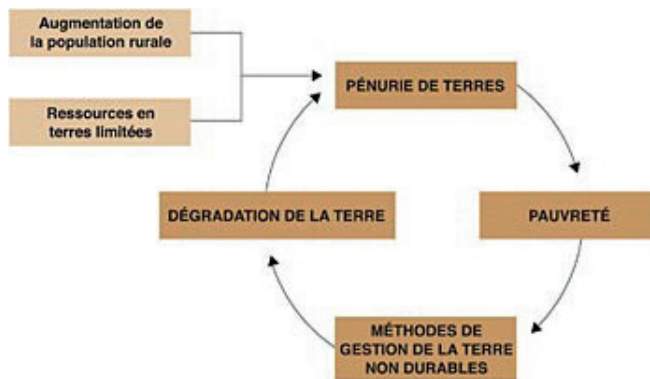 Augmentation de
la population rurale
Ressources en
terres limitées
PÉNURIE DE TERRES
PAUVRETÉ
MÉTHODES DE
GESTION DE LA TERRE
NON DURABLES
DÉGRADATION DE LA TERRE